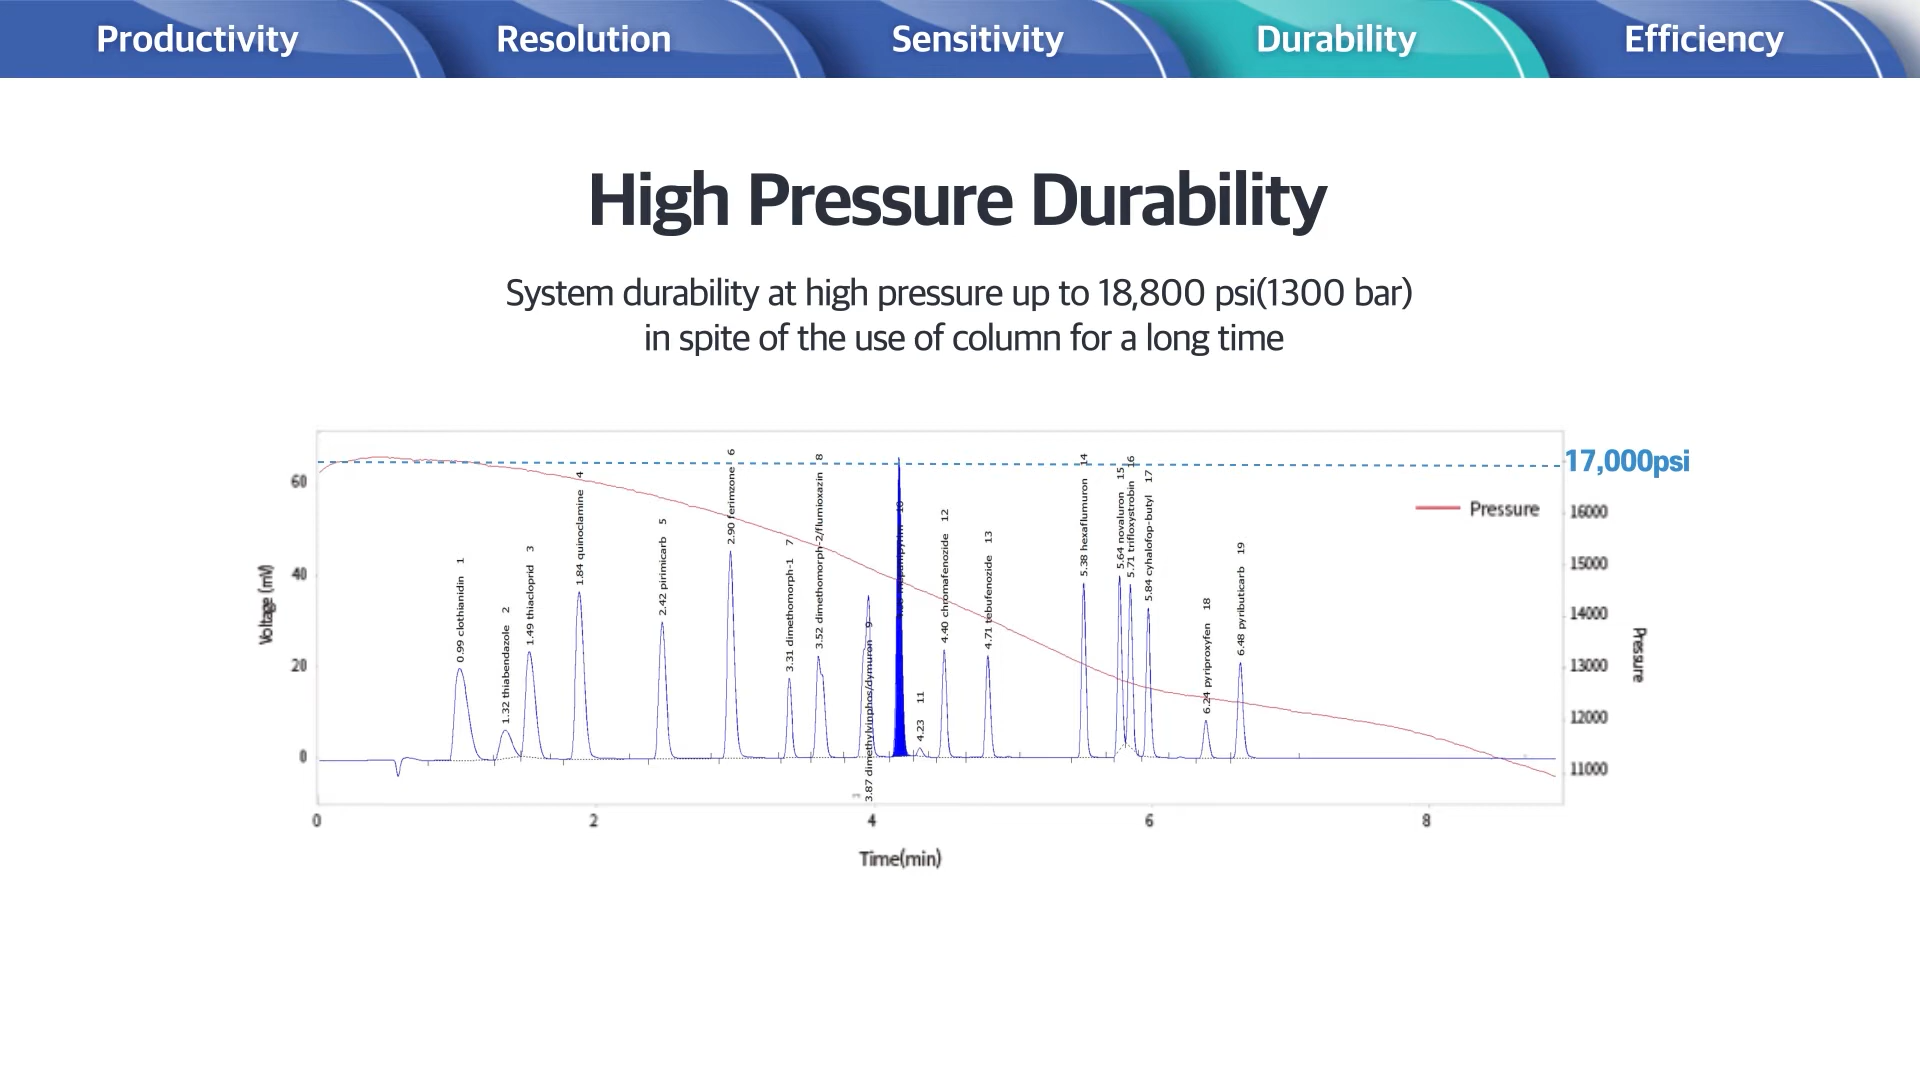 Productivity
Resolution
Sensitivity
Durability
Efficiency
High Pressure Durability
System durability at high pressure up to 18,800 psi(1300 bar)
in spite of the use of column for a long time
17,000psi
Pressure
60
40
20
0
Voltage (mV)
0.99 clothianidin 1
1.32 thiabendazole 2
1.49 thiacloprid 3
1.84 quinoclamine 4
2.42 pirimicarb 5
2.90 ferimzone 6
3.31 dimethomorph-1 7
3.52 dimethomorph-2/flumioxazin 8
3.87 dimethylvinphos/dymuron 9
10
4.23 11
4.40 chromafenozide 12
4.71 tebufenozide 13
5.38 hexaflumuron 14
5.64 novaluron 15
5.71 trifloxystrobin 16
5.84 cyhalofop-butyl 17
6.24 pyriproxyfen 18
6.48 pyributicarb 19
16000
15000
14000
13000
12000
11000
Pressure
0 2 4 6 8
Time(min)